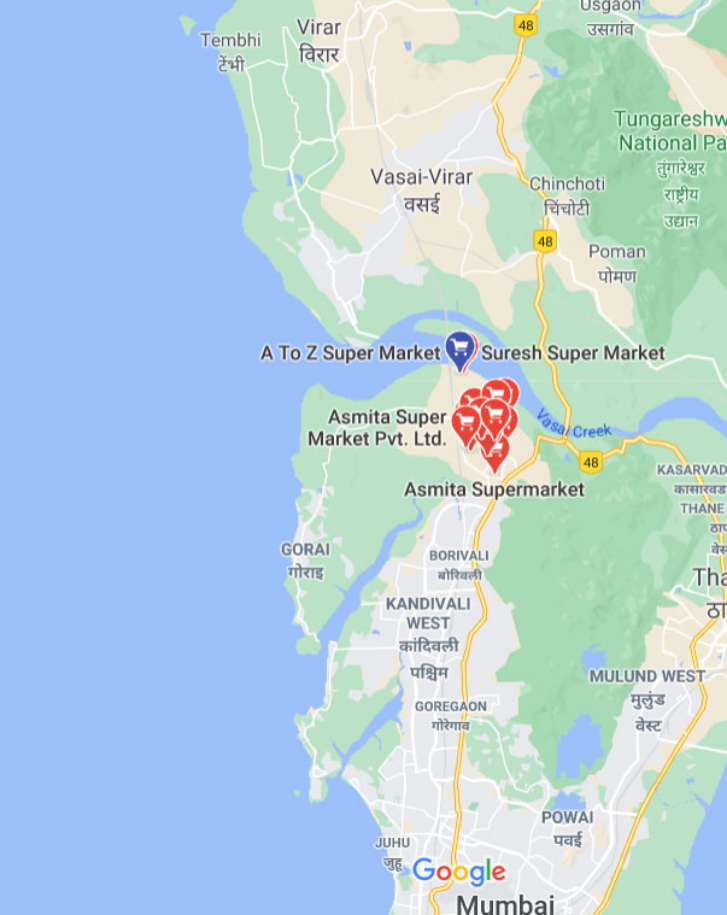 Usgaon
उसगांव
Virar
विरार
48
Tembhi
टेंभी
Tungareshw
National Pa
तुंगारेश्वर
राष्ट्रीय
उद्यान
Vasai-Virar
वसई
Chinchoti
चिंचोटी
48
Poman
पोमण
A To Z Super Market
Suresh Super Market
Asmita Super
Market Pvt. Ltd.
Vasai Creek
48
KASARVAD
कासारवड
THANE
ठाण
वेस
Asmita Supermarket
GORAI
गोराइ
BORIVALI
बोरिवली
Tha
ठा
KANDIVALI
WEST
कांदिवली
पश्चिम
MULUND WEST
मुलुंड
वेस्ट
GOREGAON
गोरेगाव
POWAI
पवई
JUHU
जुहू
Google
Mumbai